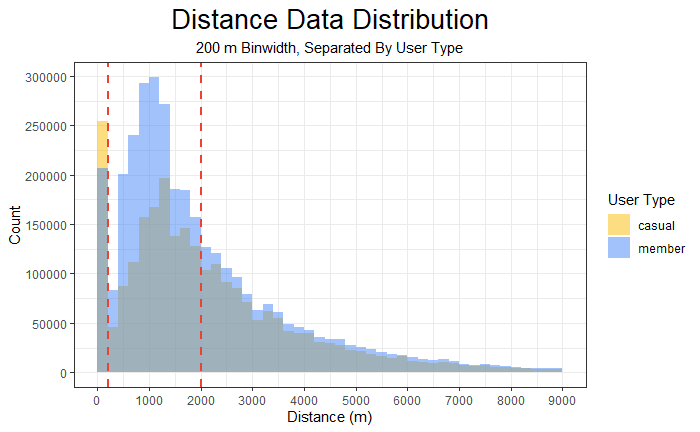 Distance Data Distribution
200 m Binwidth, Separated By User Type
300000
250000
200000
150000
100000
50000
0
Count
0 1000 2000 3000 4000 5000 6000 7000 8000 9000
Distance (m)
User Type
casual
member